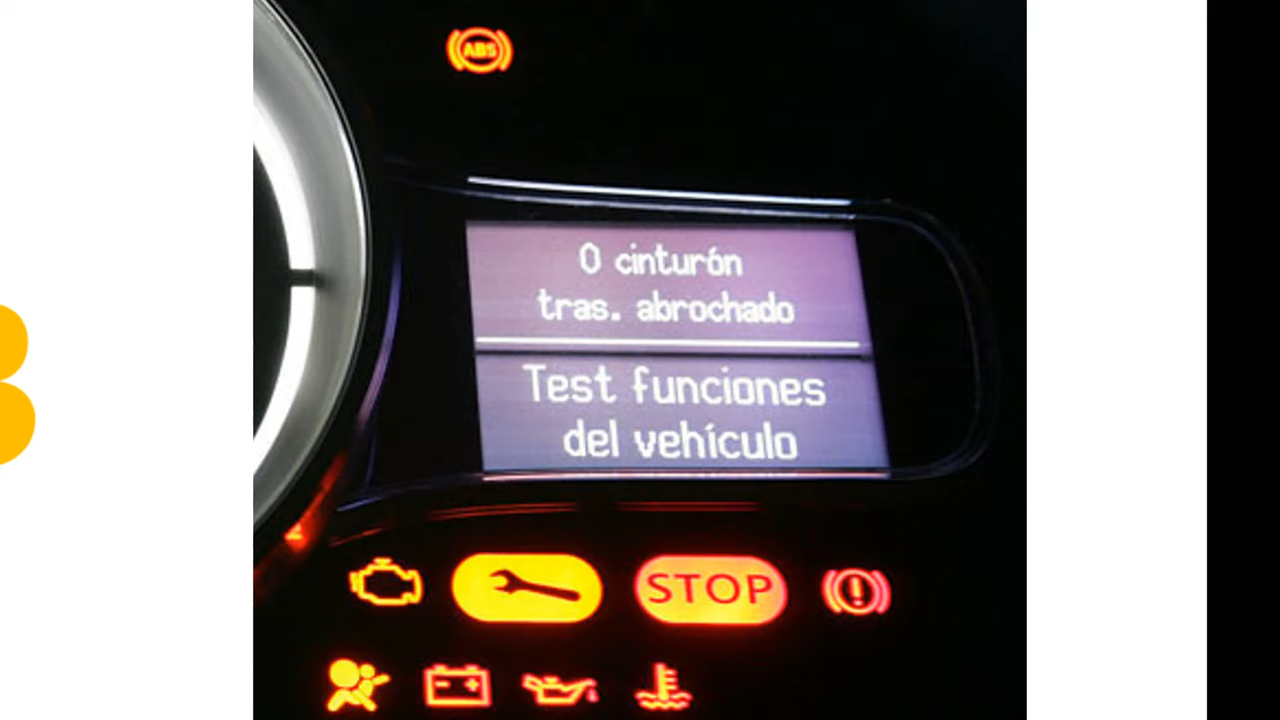 ABS
0 cinturón
tras. abrochado
Test funciones
del vehículo
STOP